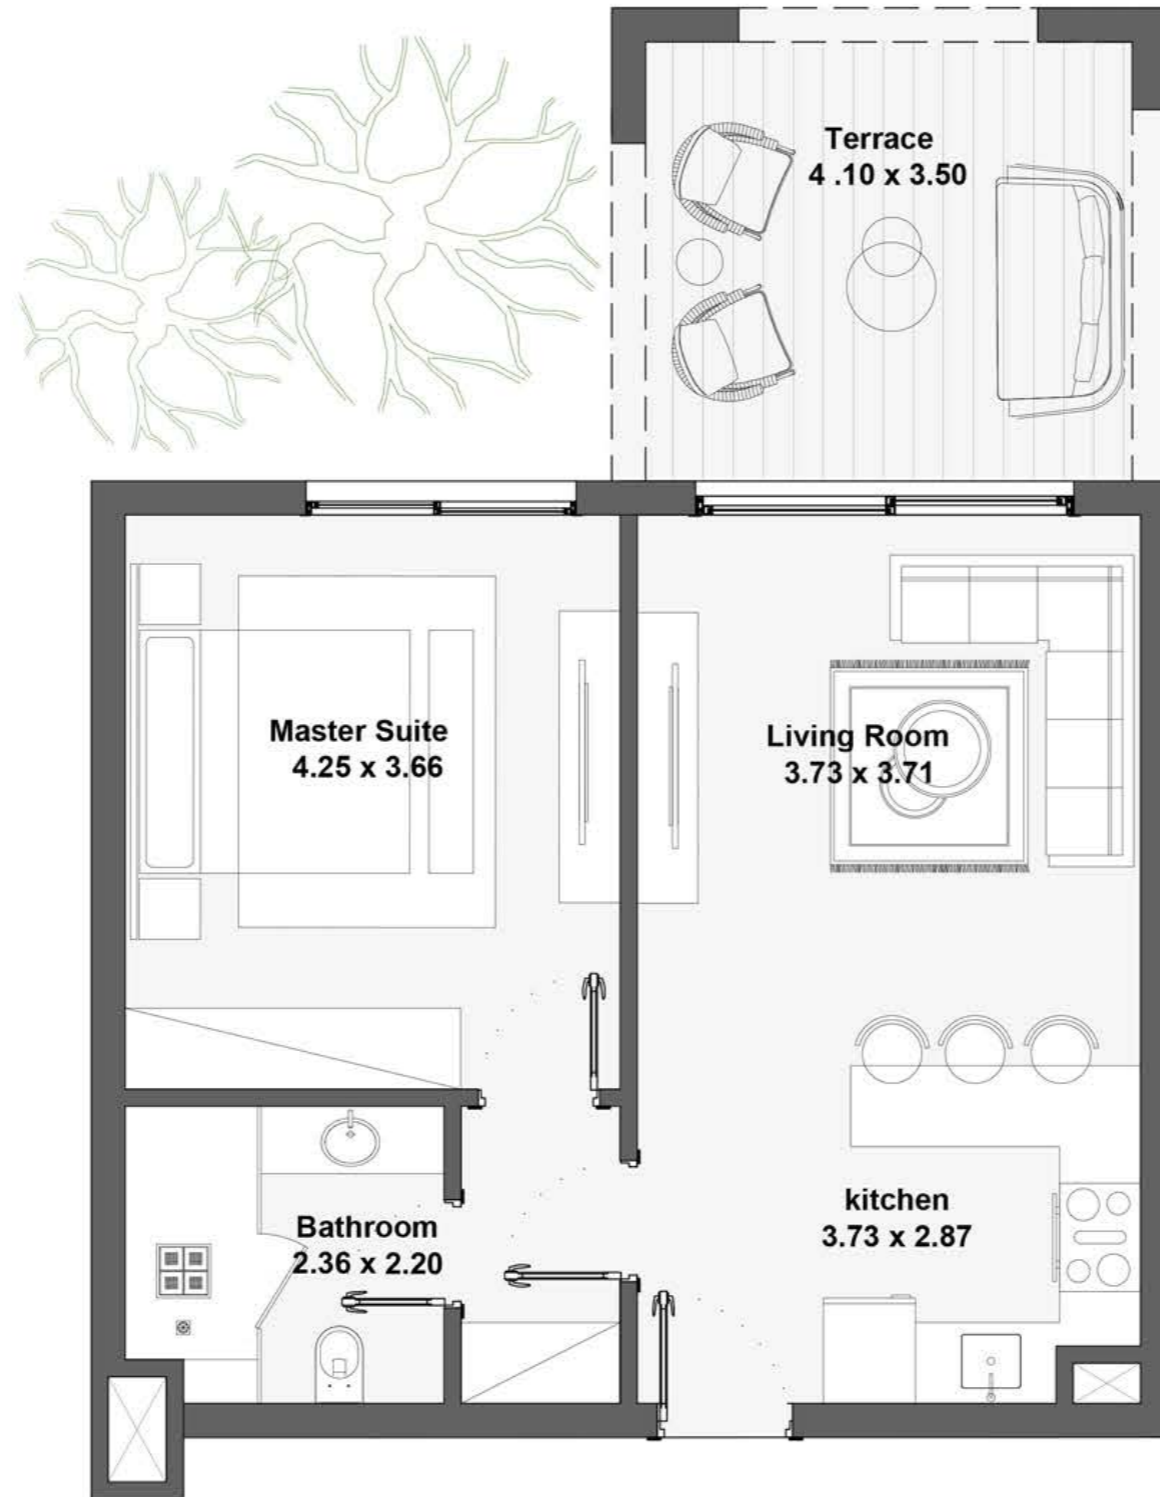 Terrace
4 .10 x 3.50
Master Suite
4.25 x 3.66
Living Room
3.73 x 3.71
kitchen
3.73 x 2.87
Bathroom
2.36 x 2.20